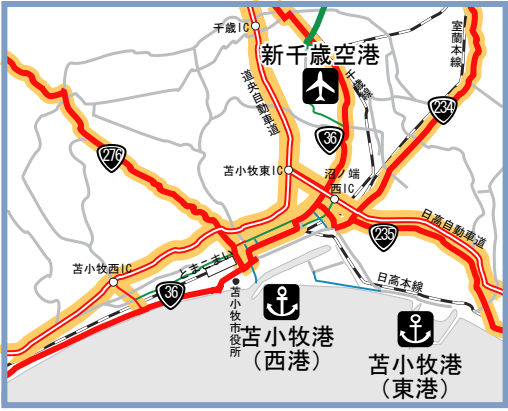 千歳IC
新千歳空港
室蘭本線
道央自動車道
千歳線
234
36
276
苫小牧東IC
沼ノ端
西IC
235
日高自動車道
とまこまい
苫小牧西IC
36
苫小牧市役所
日高本線
苫小牧港
(西港)
苫小牧港
(東港)